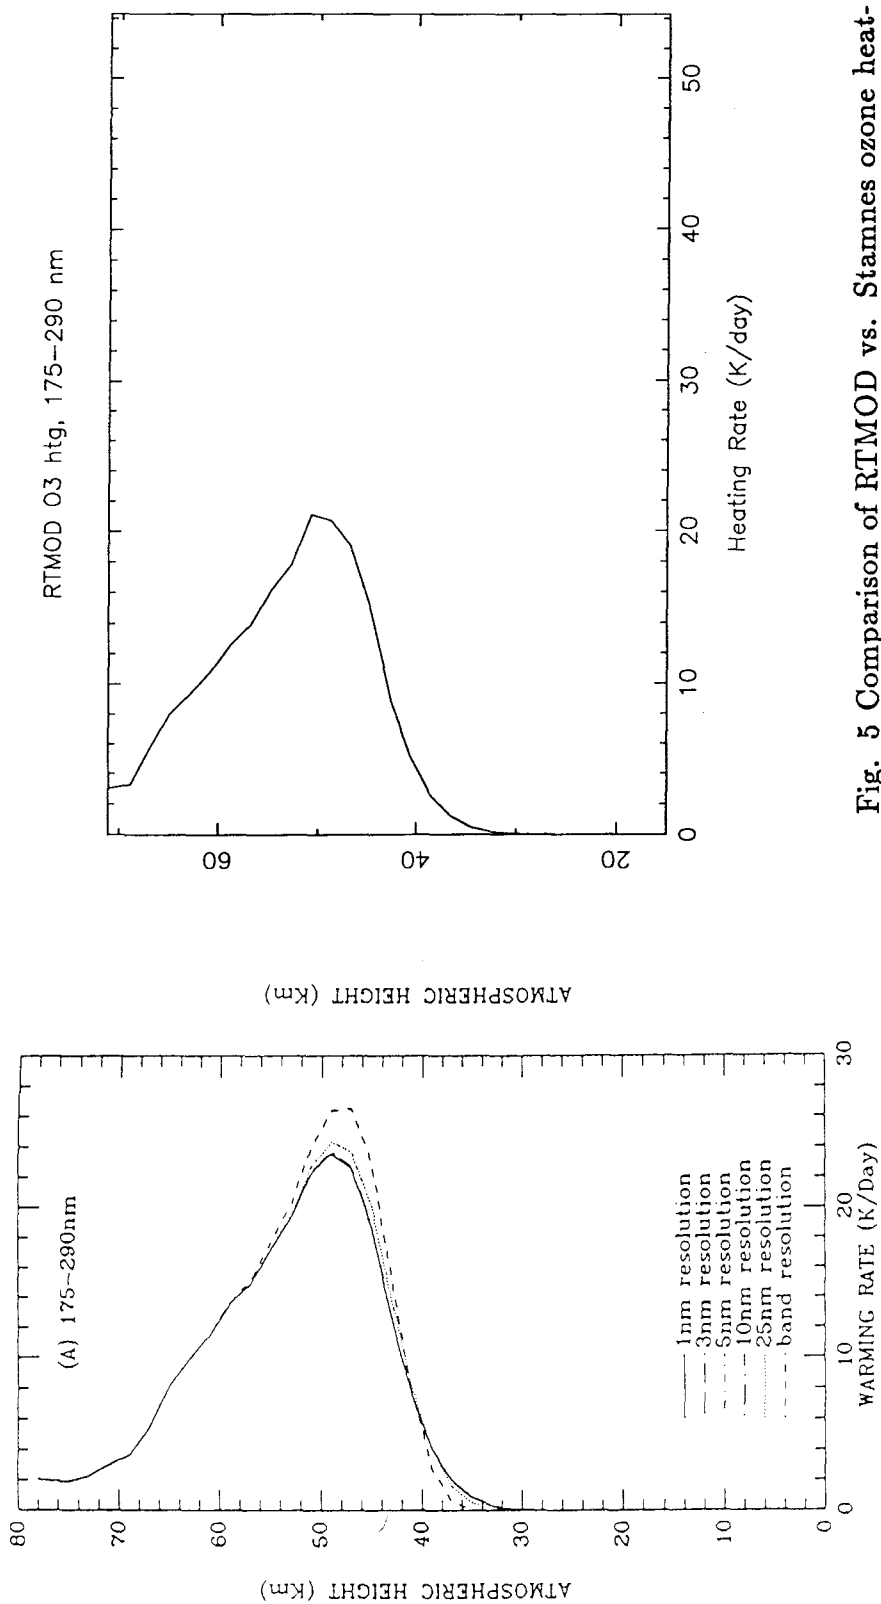 (A) 175-290nm
80
70
60
50
40
30
20
10
0
ATMOSPHERIC HEIGHT (Km)
0
10
20
30
WARMING RATE (K/Day)
1nm resolution
3nm resolution
5nm resolution
10nm resolution
25nm resolution
band resolution
RTMOD O3 htg, 175-290 nm
ATMOSPHERIC HEIGHT (Km)
60
40
20
0
10
20
30
40
50
Heating Rate (K/day)
Fig. 5 Comparison of RTMOD vs. Stamnes ozone heat-